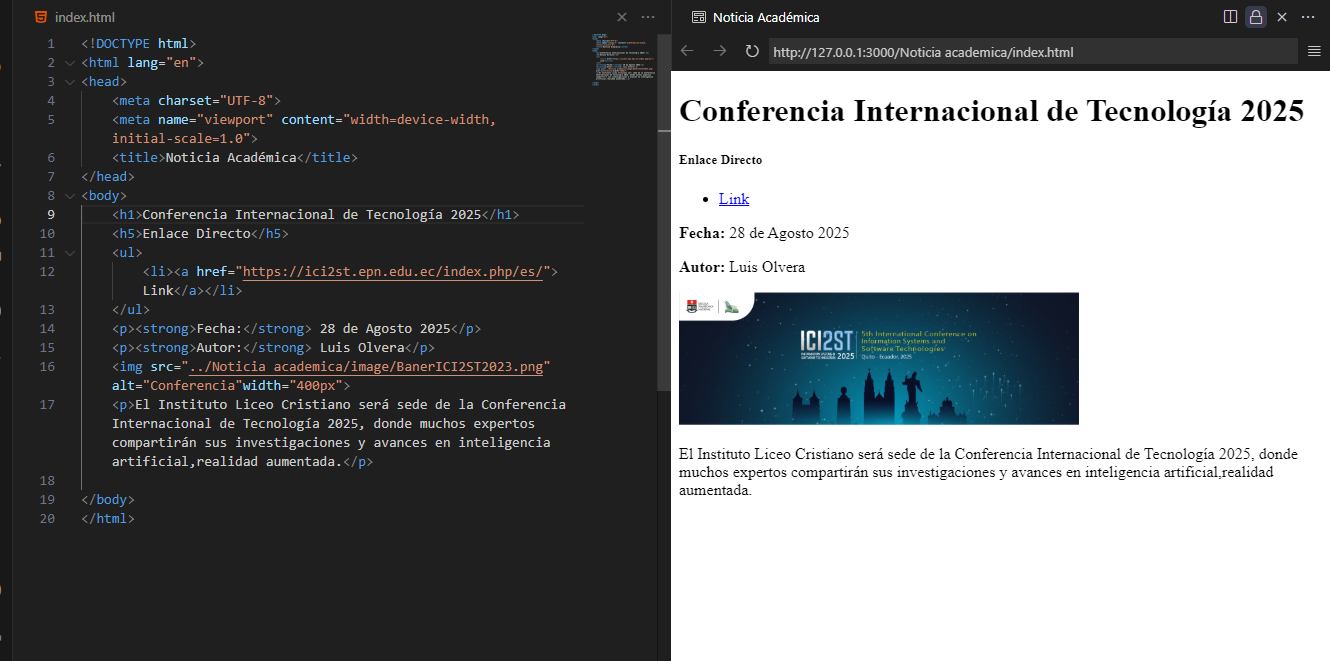 index.html
1 <!DOCTYPE html>
2 <html lang="en">
3 <head>
4 <meta charset="UTF-8">
5 <meta name="viewport" content="width=device-width,
initial-scale=1.0">
6 <title>Noticia Académica</title>
7 </head>
8 <body>
9 <h1>Conferencia Internacional de Tecnología 2025</h1>
10 <h5>Enlace Directo</h5>
11 <ul>
12 <li><a href="https://ici2st.epn.edu.ec/index.php/es/">
Link</a></li>
13 </ul>
14 <p><strong>Fecha:</strong> 28 de Agosto 2025</p>
15 <p><strong>Autor:</strong> Luis Olvera</p>
16 <img src="../Noticia academica/image/BanerICI2ST2023.png"
alt="Conferencia"width="400px">
17 <p>El Instituto Liceo Cristiano será sede de la Conferencia
Internacional de Tecnología 2025, donde muchos expertos
compartirán sus investigaciones y avances en inteligencia
artificial,realidad aumentada.</p>
18
19 </body>
20 </html>
Noticia Académica
http://127.0.0.1:3000/Noticia academica/index.html
Conferencia Internacional de Tecnología 2025
Enlace Directo
Link
Fecha: 28 de Agosto 2025
Autor: Luis Olvera
ICI2ST
2025
5th International Conference on
Information Systems and
Software Technologies
Quito - Ecuador, 2025
El Instituto Liceo Cristiano será sede de la Conferencia Internacional de Tecnología 2025, donde
muchos expertos compartirán sus investigaciones y avances en inteligencia artificial,realidad
aumentada.